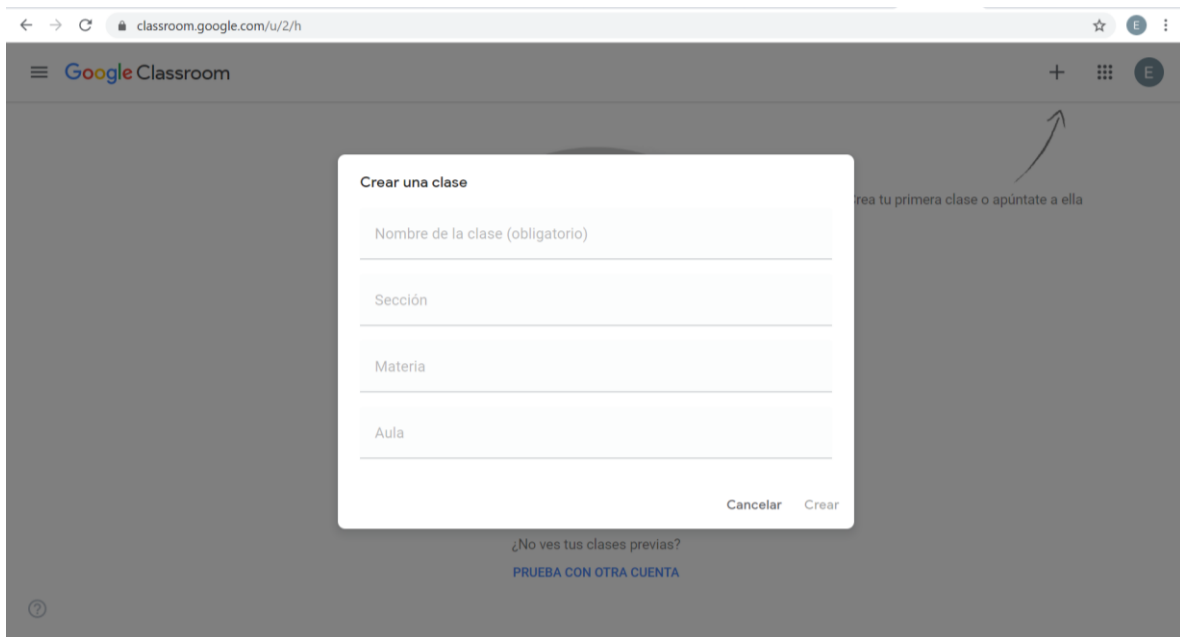 classroom.google.com/u/2/h
E
Google Classroom
E
Crear una clase
Nombre de la clase (obligatorio)
rea tu primera clase o apúntate a ella
Sección
Materia
Aula
Cancelar Crear
¿No ves tus clases previas?
PRUEBA CON OTRA CUENTA
?